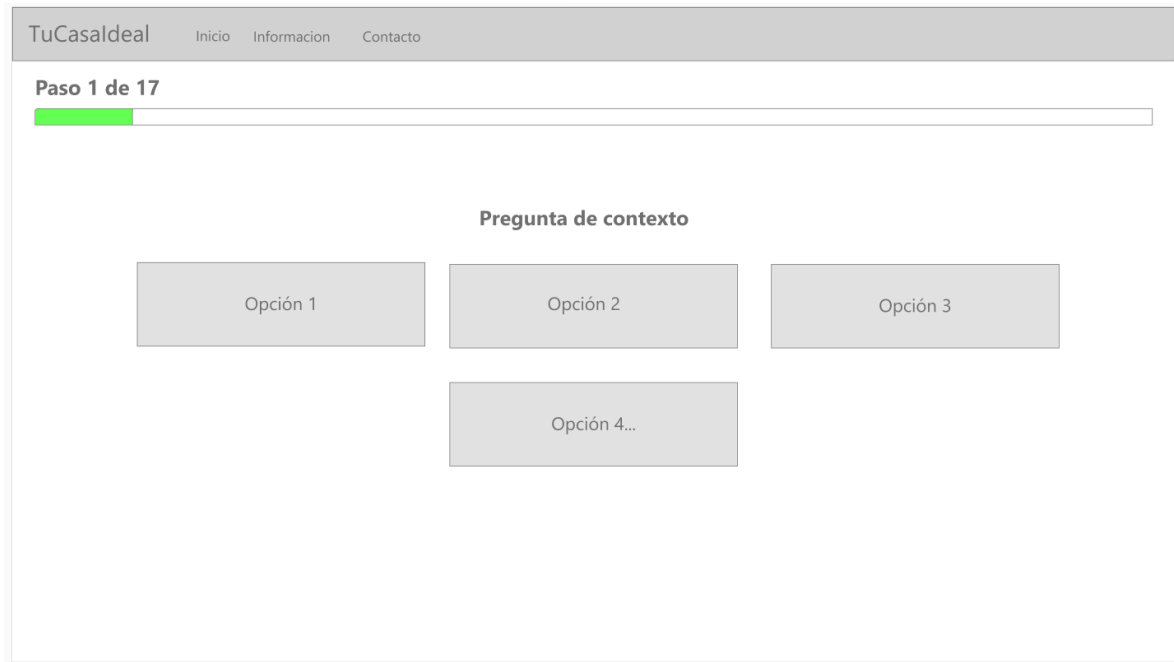 TuCasaIdeal Inicio Informacion Contacto
Paso 1 de 17
Pregunta de contexto
Opción 1 Opción 2 Opción 3
Opción 4...